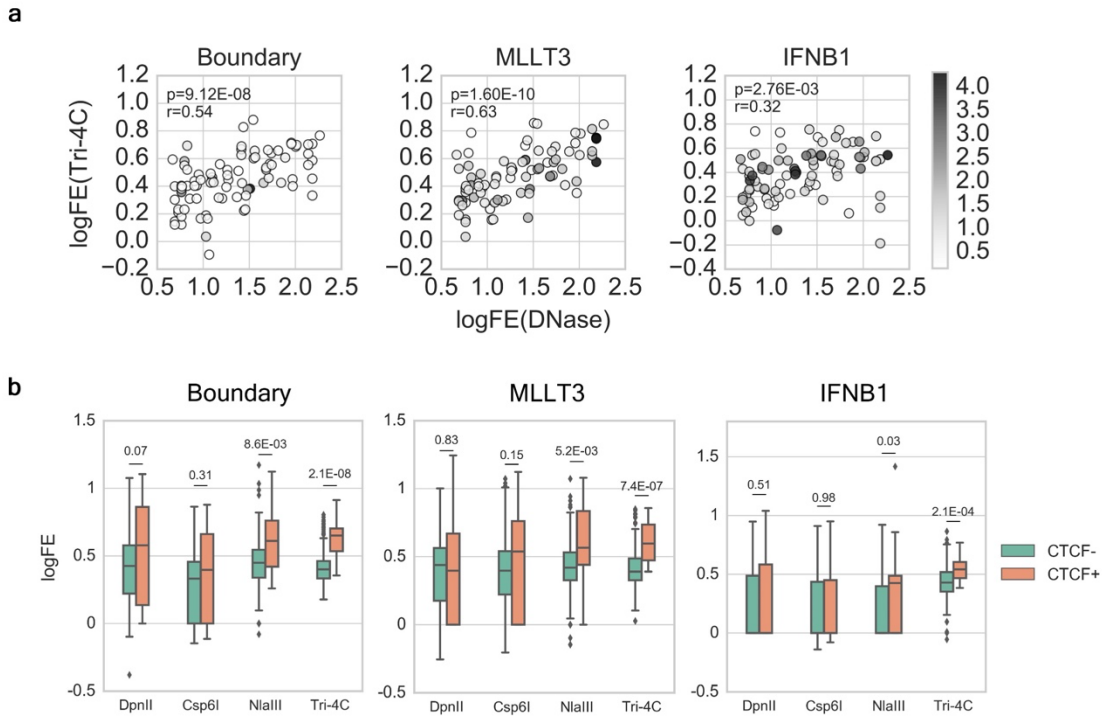 a
Boundary
MLLT3
IFNB1
logFE(Tri-4C)
1.2
1.0
0.8
0.6
0.4
0.2
0.0
−0.2
p=9.12E-08
r=0.54
0.5 1.0 1.5 2.0 2.5
1.2
1.0
0.8
0.6
0.4
0.2
0.0
−0.2
p=1.60E-10
r=0.63
0.5 1.0 1.5 2.0 2.5
1.2
1.0
0.8
0.6
0.4
0.2
0.0
−0.2
−0.4
p=2.76E-03
r=0.32
0.5 1.0 1.5 2.0 2.5
4.0
3.5
3.0
2.5
2.0
1.5
1.0
0.5
logFE(DNase)
b
Boundary
MLLT3
IFNB1
logFE
1.5
1
0.5
0
-0.5
0.07
0.31
8.6E-03
2.1E-08
DpnII Csp6I NlaIII Tri-4C
1.5
1
0.5
0
-0.5
0.83
0.15
5.2E-03
7.4E-07
DpnII Csp6I NlaIII Tri-4C
1.5
1
0.5
0
-0.5
0.51
0.98
0.03
2.1E-04
DpnII Csp6I NlaIII Tri-4C
CTCF-
CTCF+